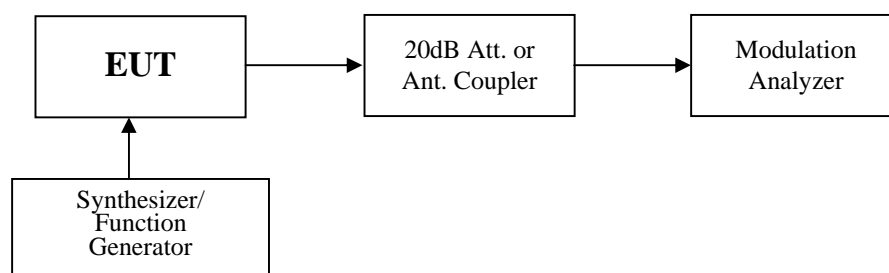 EUT
20dB Att. or
Ant. Coupler
Modulation
Analyzer
Synthesizer/
Function
Generator